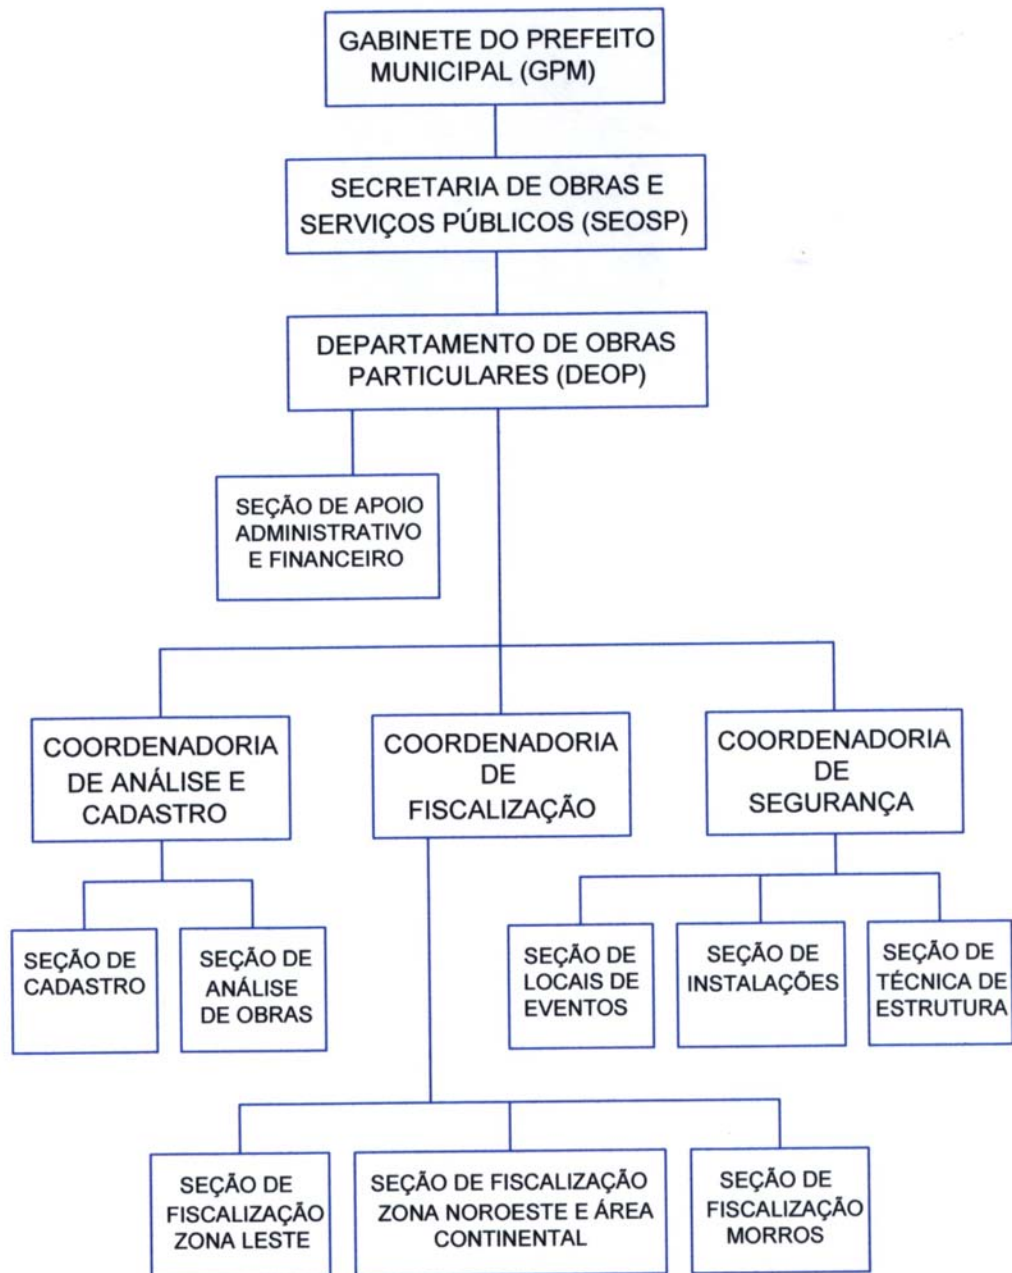 GABINETE DO PREFEITO
MUNICIPAL (GPM)
SECRETARIA DE OBRAS E
SERVIÇOS PÚBLICOS (SEOSP)
DEPARTAMENTO DE OBRAS
PARTICULARES (DEOP)
SEÇÃO DE APOIO
ADMINISTRATIVO
E FINANCEIRO
COORDENADORIA
DE ANÁLISE E
CADASTRO
COORDENADORIA
DE
FISCALIZAÇÃO
COORDENADORIA
DE
SEGURANÇA
SEÇÃO DE
CADASTRO
SEÇÃO DE
ANÁLISE
DE OBRAS
SEÇÃO DE
LOCAIS DE
EVENTOS
SEÇÃO DE
INSTALAÇÕES
SEÇÃO DE
TÉCNICA DE
ESTRUTURA
SEÇÃO DE
FISCALIZAÇÃO
ZONA LESTE
SEÇÃO DE FISCALIZAÇÃO
ZONA NOROESTE E ÁREA
CONTINENTAL
SEÇÃO DE
FISCALIZAÇÃO
MORROS